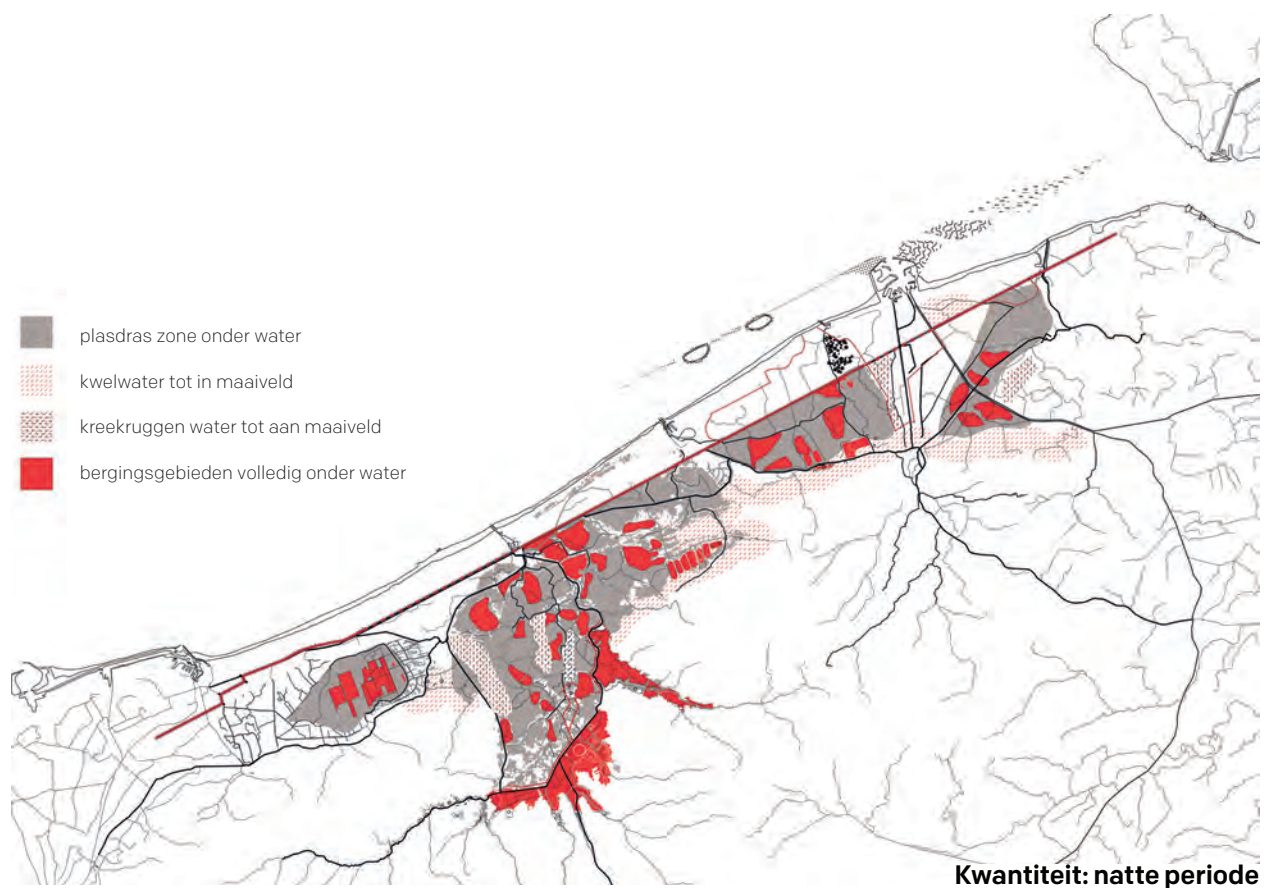 plasdras zone onder water
kwelwater tot in maaiveld
kreekruggen water tot aan maaiveld
bergingsgebieden volledig onder water
Kwantiteit: natte periode